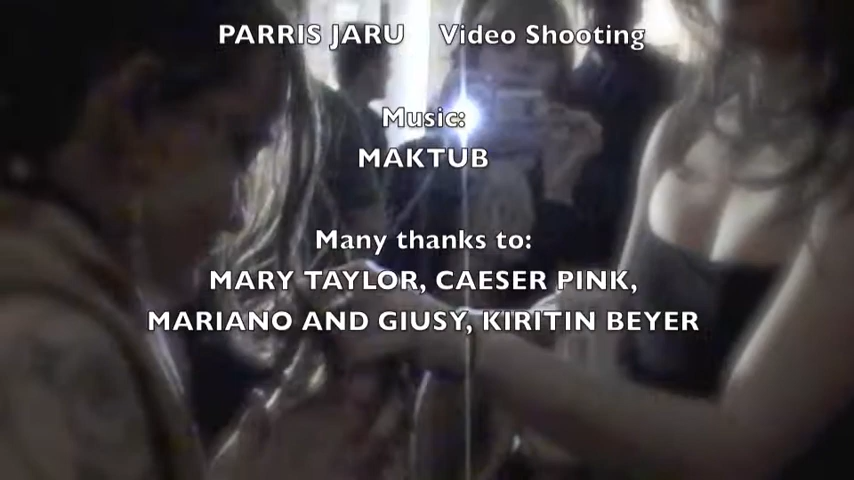 PARRIS JARU Video Shooting
Music:
MAKTUB
Many thanks to:
MARY TAYLOR, CAESER PINK,
MARIANO AND GIUSY, KIRITIN BEYER